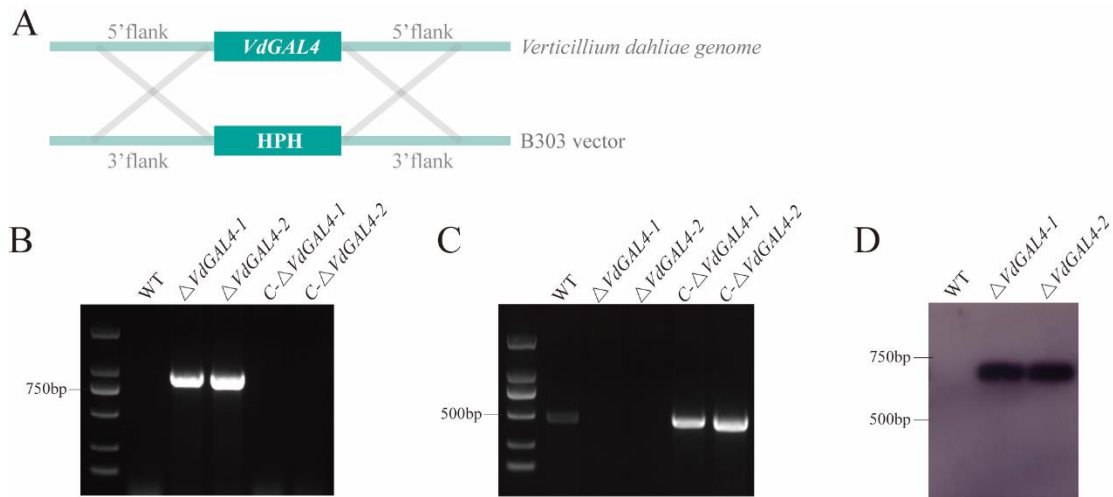 A
5'flank
5'flank
VdGAL4
Verticillium dahliae genome
HPH
B303 vector
3'flank
3'flank
B
WT
△VdGAL4-1
△VdGAL4-2
C-△VdGAL4-1
C-△VdGAL4-2
750bp
C
WT
△VdGAL4-1
△VdGAL4-2
C-△VdGAL4-1
C-△VdGAL4-2
500bp
D
WT
△VdGAL4-1
△VdGAL4-2
750bp
500bp